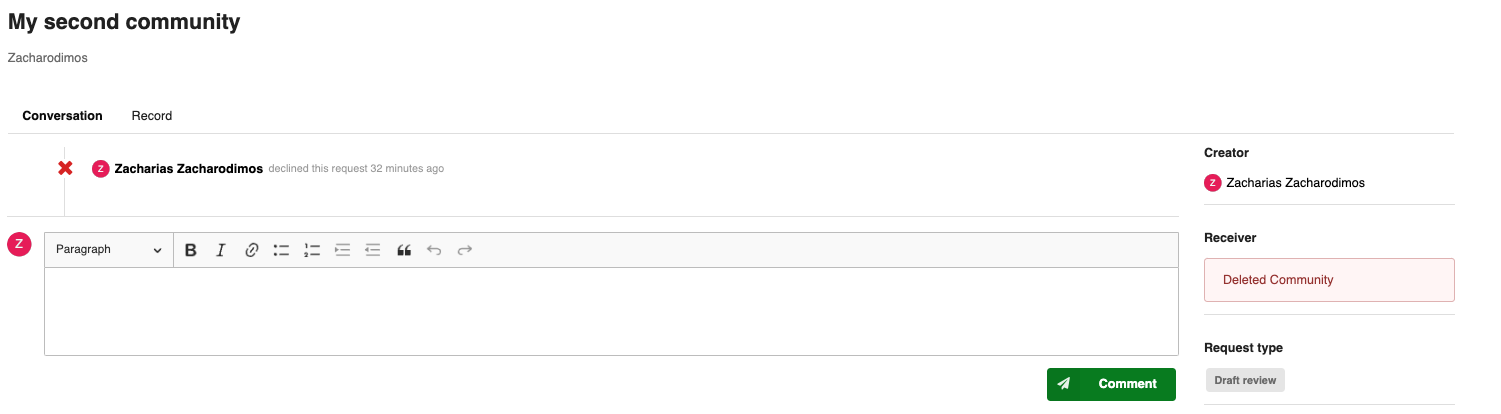 My second community
Zacharodimos
Conversation Record
Z Zacharias Zacharodimos declined this request 32 minutes ago
Z
Paragraph
Comment
Creator
Z Zacharias Zacharodimos
Receiver
Deleted Community
Request type
Draft review